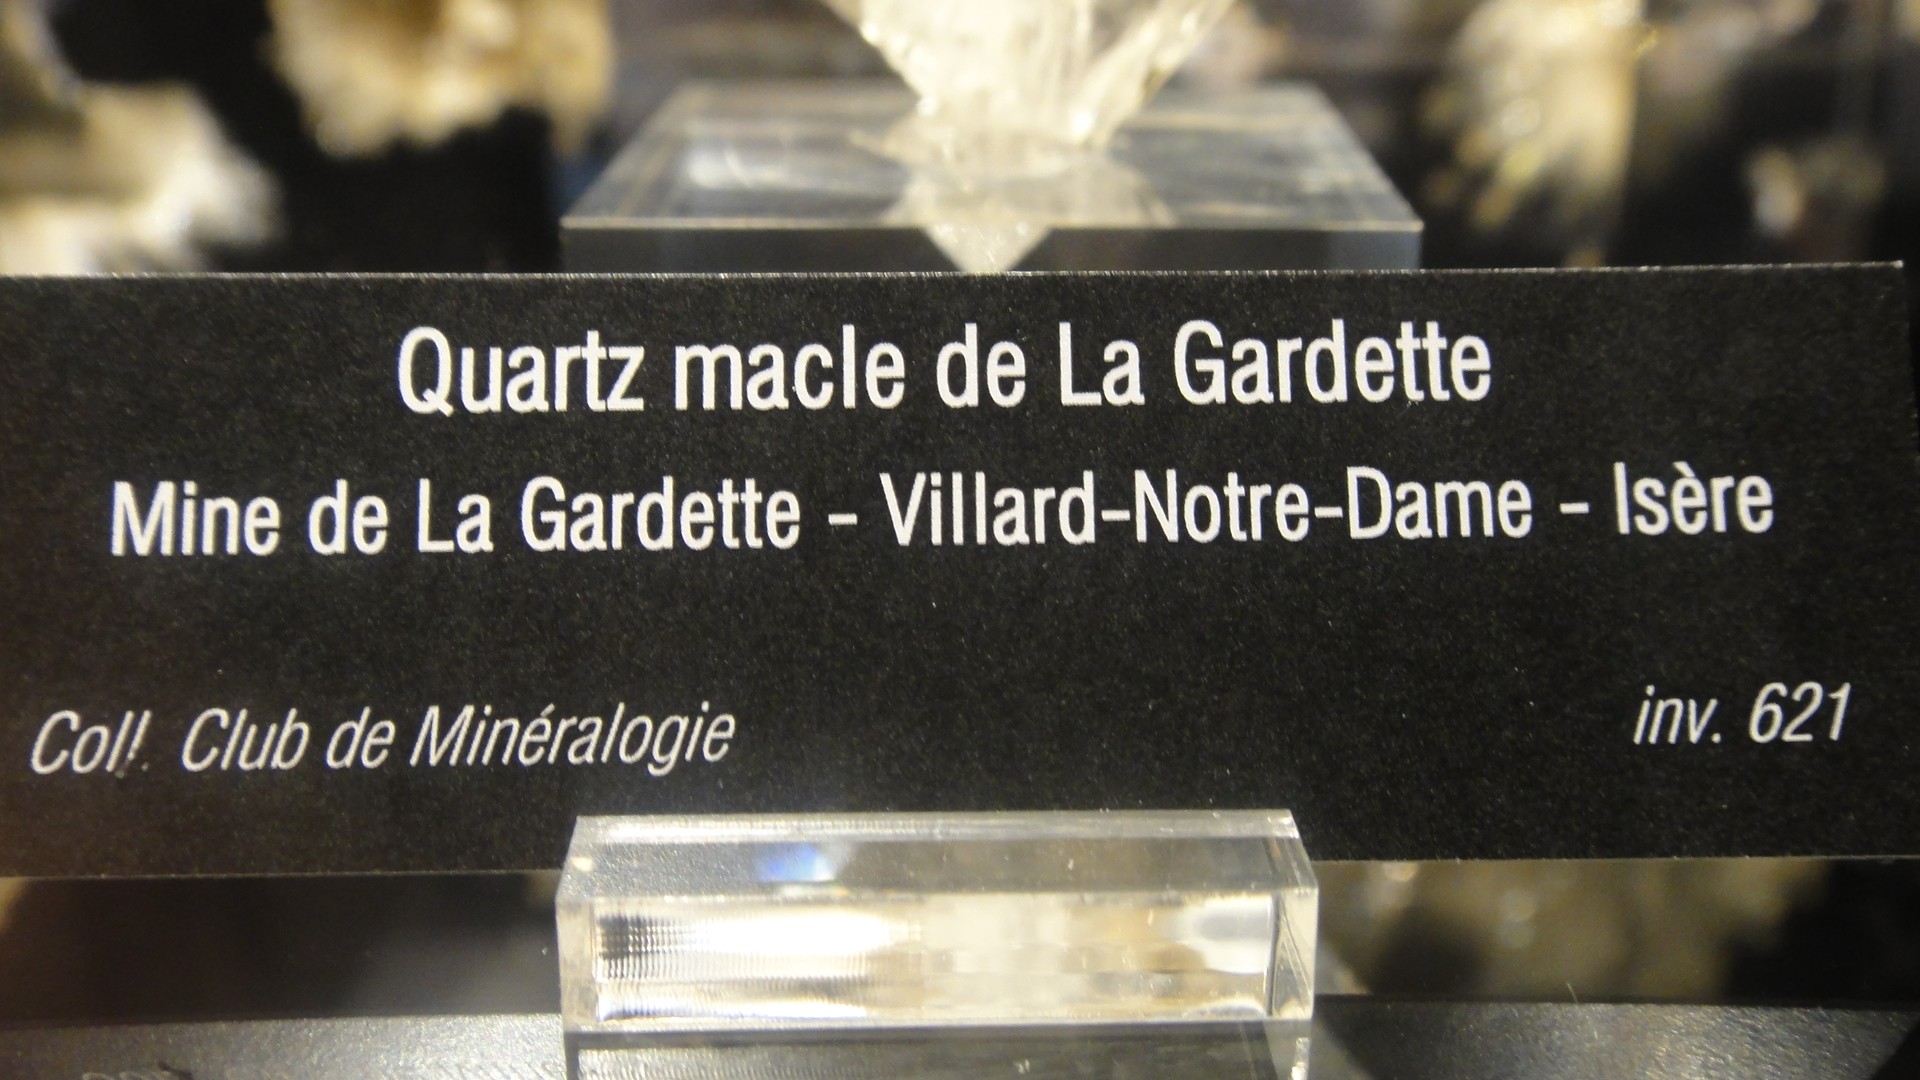 Quartz macle de La Gardette
Mine de La Gardette - Villard-Notre-Dame - Isère
Coll. Club de Minéralogie
inv. 621